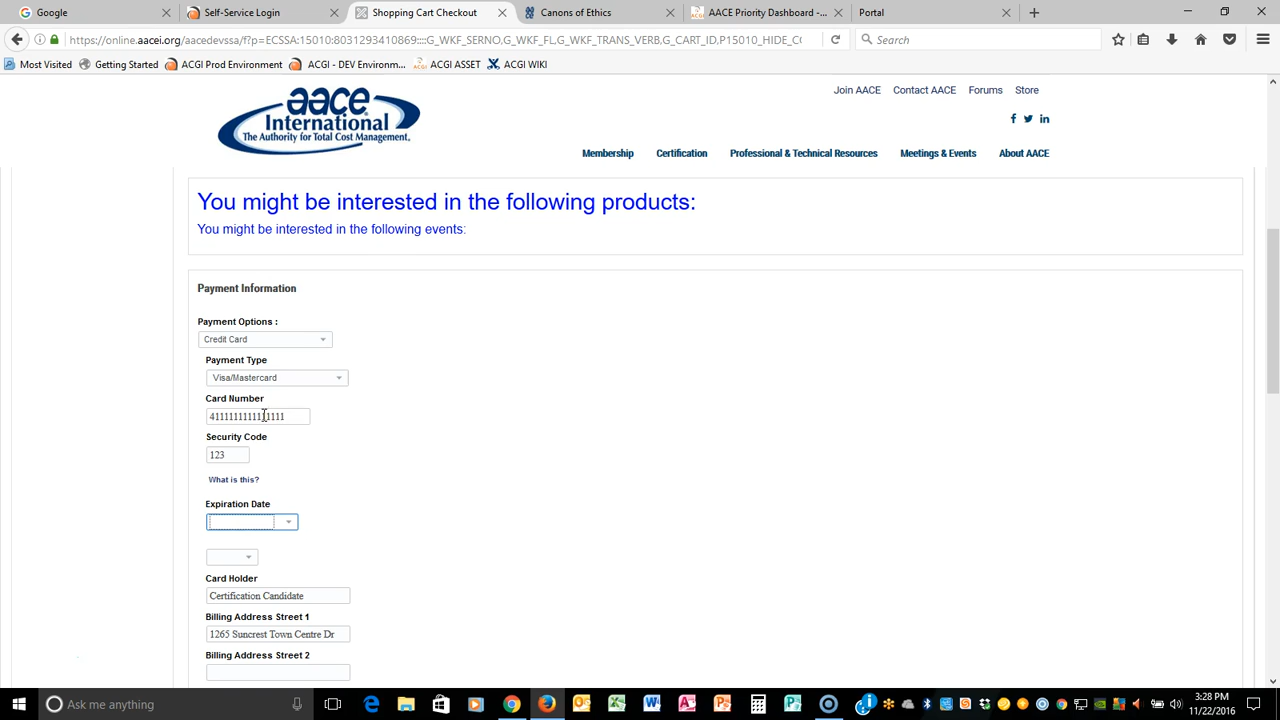 Google
Self-Service Login
Shopping Cart Checkout
Canons of Ethics
AACE Priority Dashboard -...
Portal
https://online.aacei.org/aacedevssa/f?p=ECSSA:15010:8031293410869::::G_WKF_SERNO,G_WKF_FL,G_WKF_TRANS_VERB,G_CART_ID,P15010_HIDE_CC
Search
Most Visited
Getting Started
ACGI Prod Environment
ACGI - DEV Environm...
ACGI ASSET
ACGI WIKI
Join AACE
Contact AACE
Forums
Store
aace
International
The Authority for Total Cost Management.
Membership
Certification
Professional & Technical Resources
Meetings & Events
About AACE
You might be interested in the following products:
You might be interested in the following events:
Payment Information
Payment Options :
Credit Card
Payment Type
Visa/Mastercard
Card Number
4111111111111111
Security Code
123
What is this?
Expiration Date
Card Holder
Certification Candidate
Billing Address Street 1
1265 Suncrest Town Centre Dr
Billing Address Street 2
Ask me anything
3:28 PM
11/22/2016